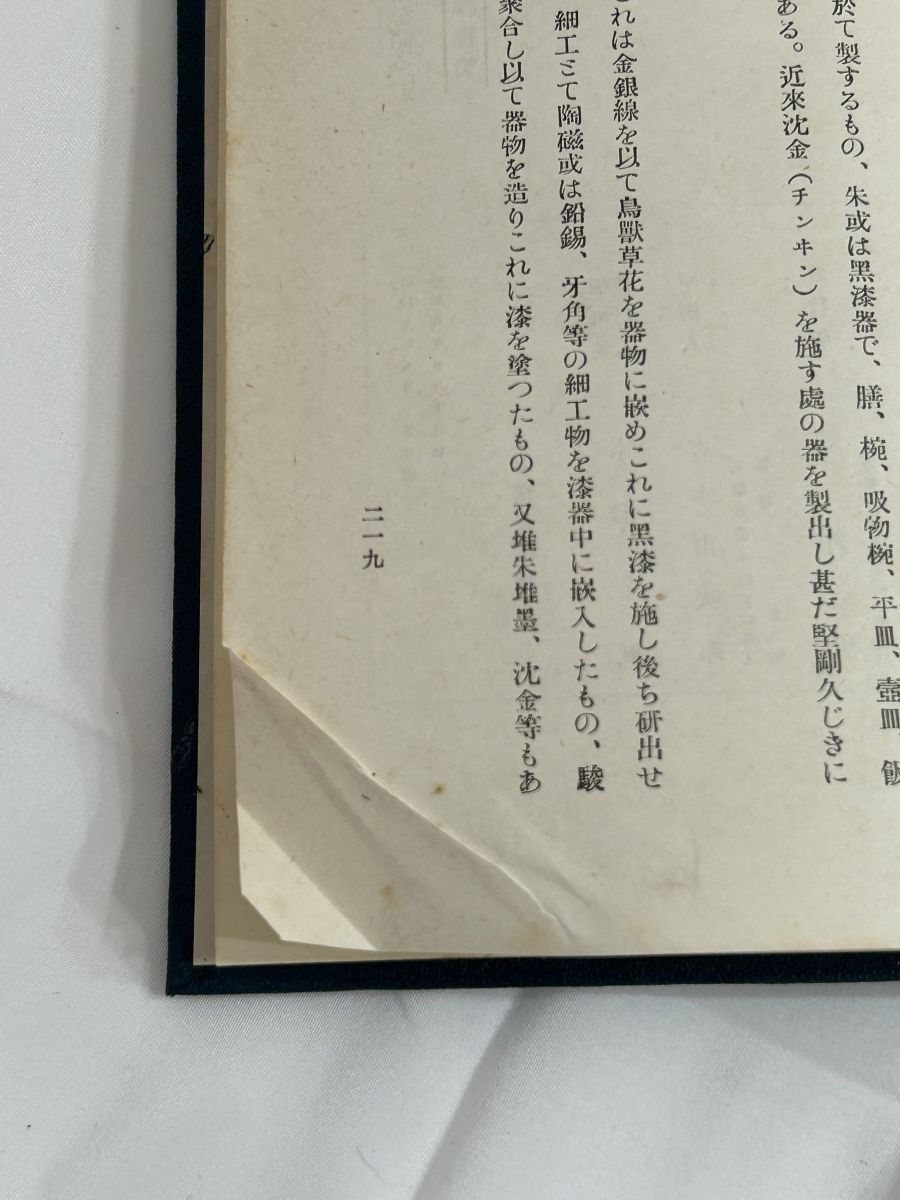 於て製するもの、朱或は黑漆器で、膳、椀、吸物椀、平皿、壺皿、飯
ある。近來沈金(チンヰン)を施す處の器を製出し甚だ堅剛久じきに
これは金銀線を以て鳥獸草花を器物に嵌めこれに黑漆を施し後ち硏出せ
細工ミて陶磁或は鉛錫、牙角等の細工物を漆器中に嵌入したもの、駿
聚合し以て器物を造りこれに漆を塗つたもの、又堆朱堆墨、沈金等もあ
二一九